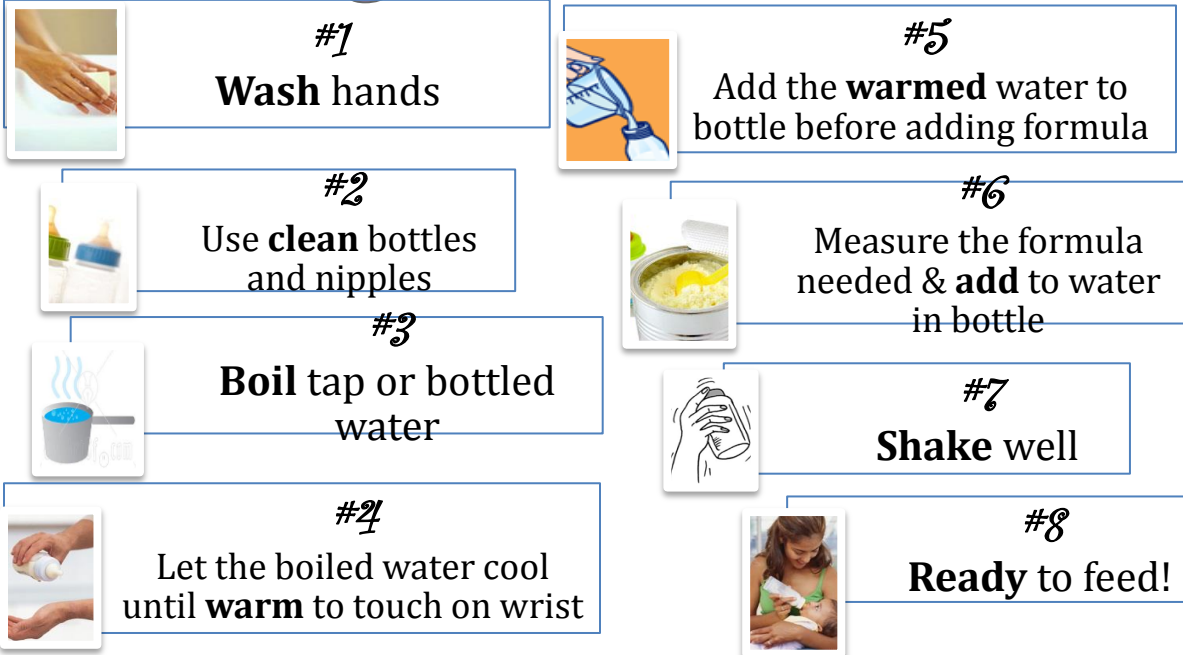 #1
Wash hands
#2
Use clean bottles
and nipples
#3
Boil tap or bottled
water
#4
Let the boiled water cool
until warm to touch on wrist
#5
Add the warmed water to
bottle before adding formula
#6
Measure the formula
needed & add to water
in bottle
#7
Shake well
#8
Ready to feed!